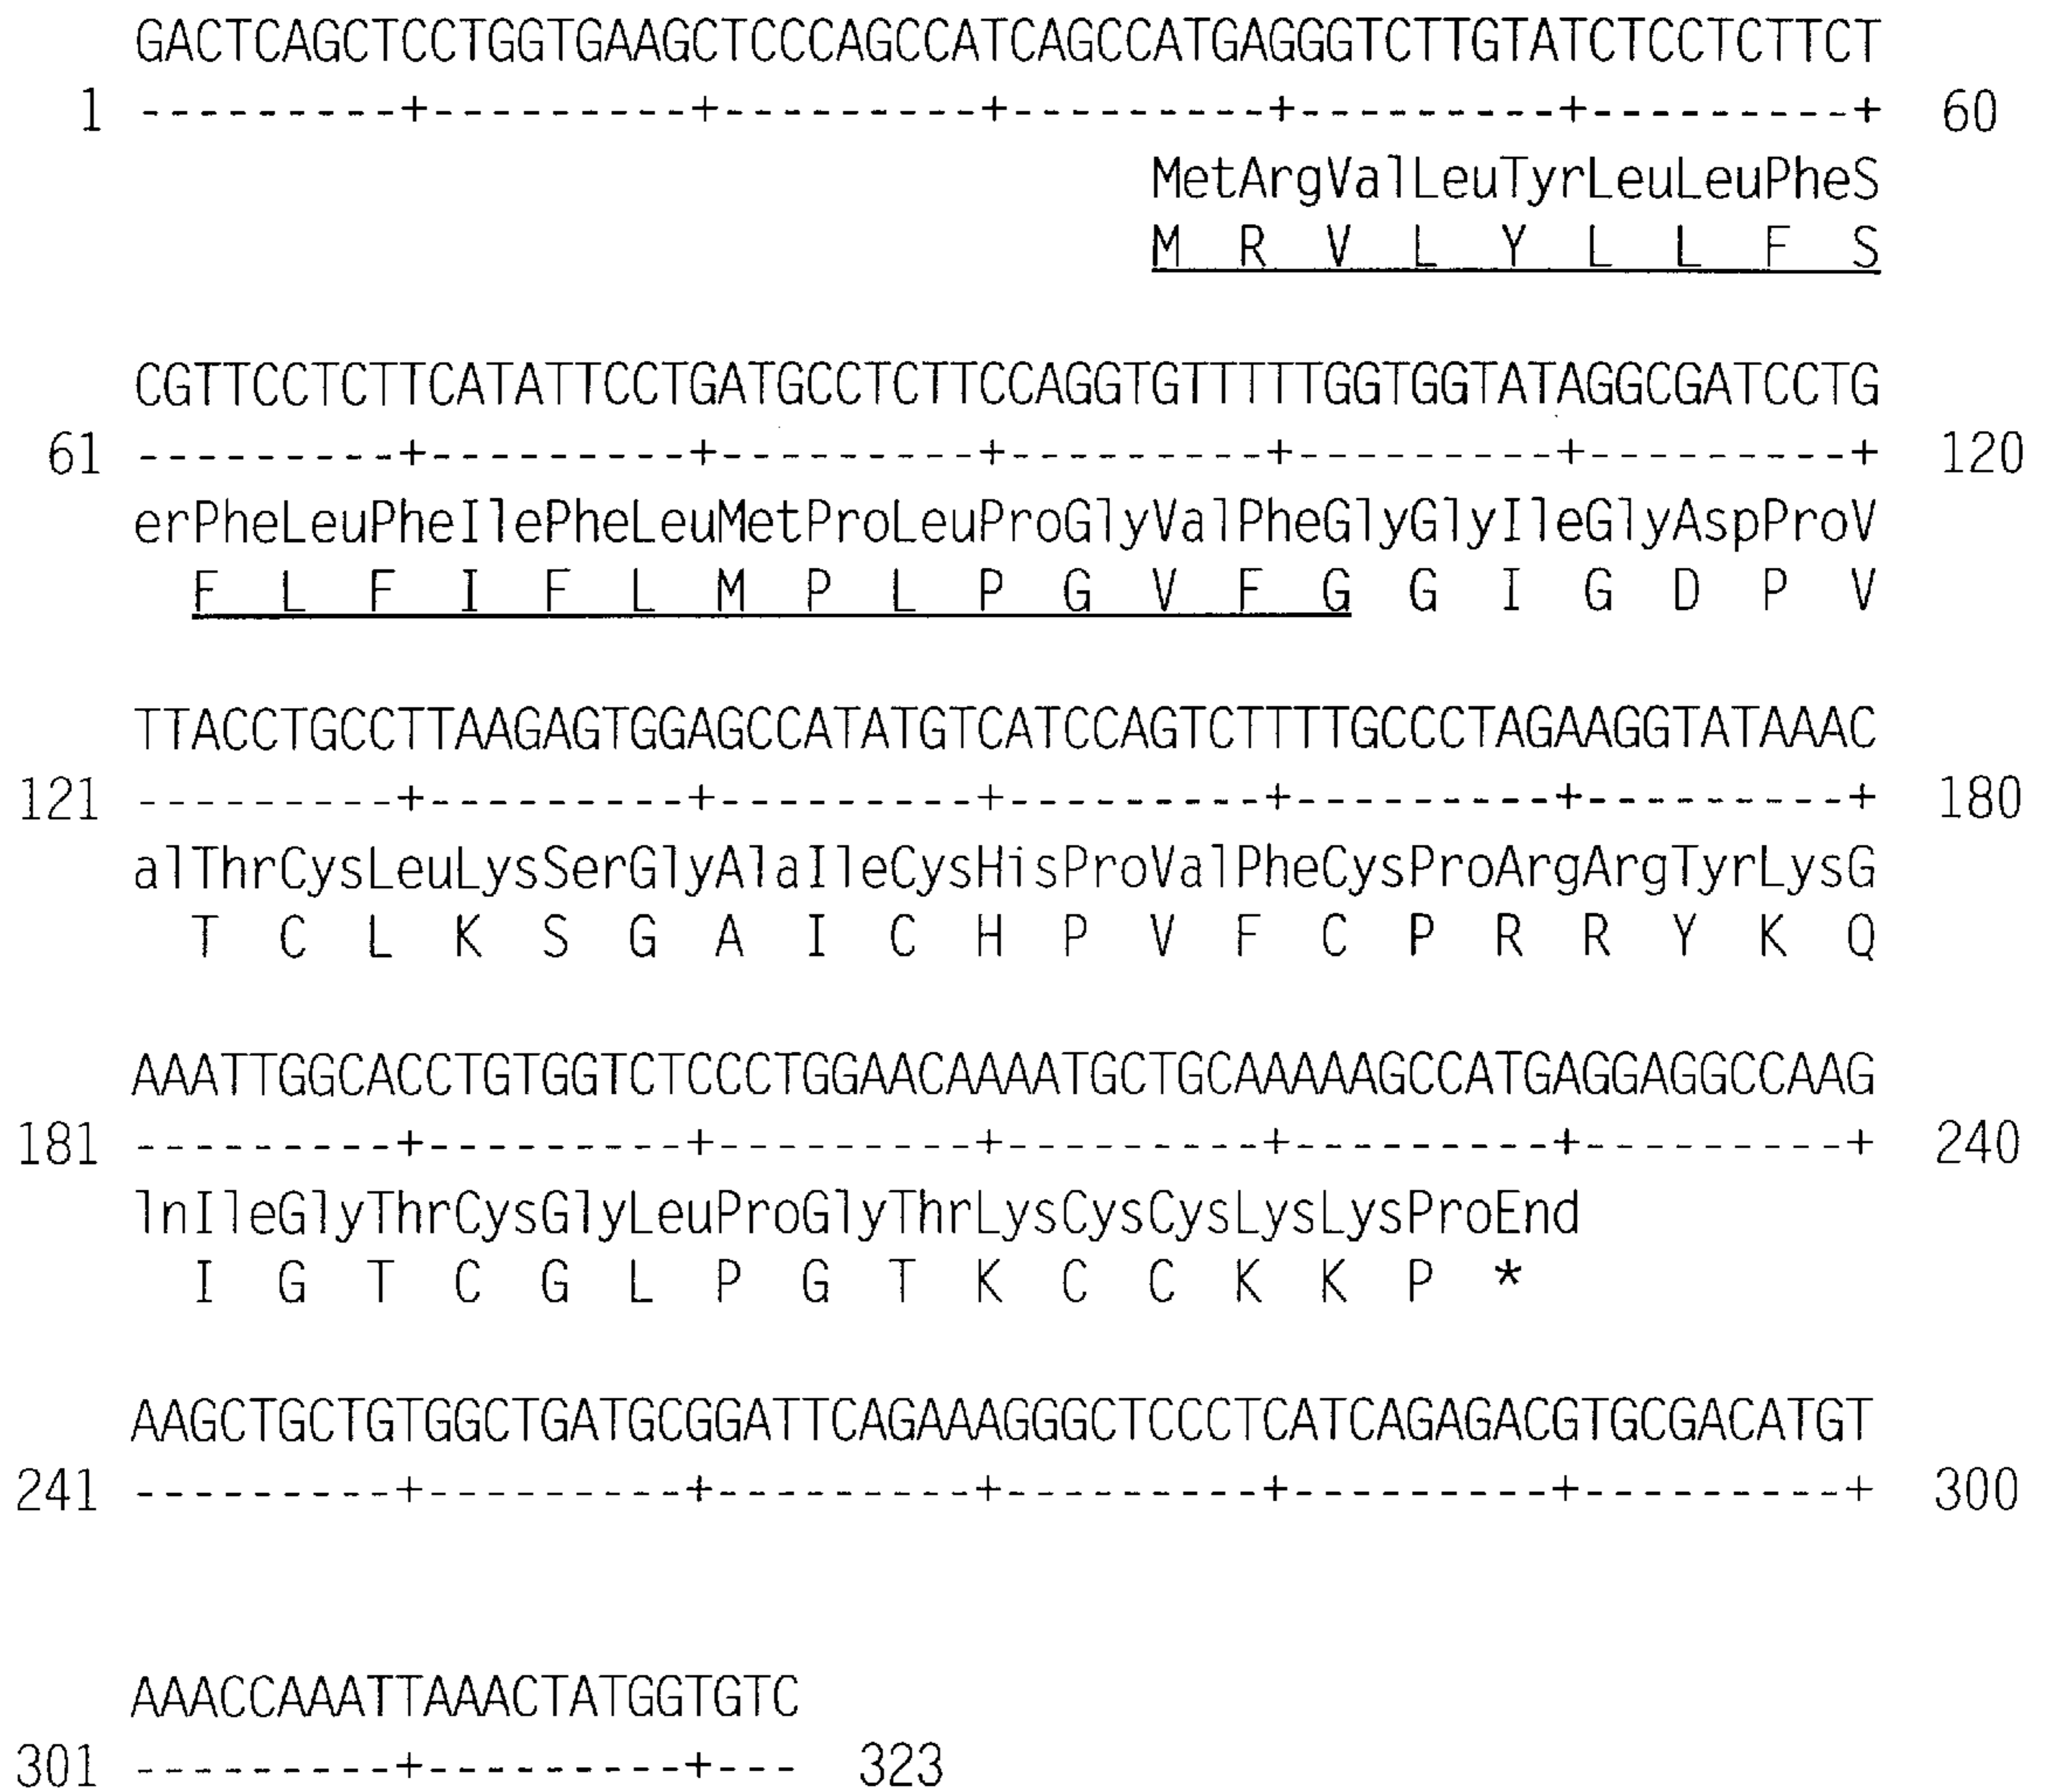 GACTCAGCTCCTGGTGAAGCTCCCAGCCATCAGCCATGAGGGTCTTGTATCTCCTCTTCT
1 ---------+---------+---------+---------+---------+---------+ 60
MetArgValLeuTyrLeuLeuPheS
M R V L Y L L F S
CGTTCCTCTTCATATTCCTGATGCCTCTTCCAGGTGTTTTTGGTGGTATAGGCGATCCTG
61 ---------+---------+---------+---------+---------+---------+ 120
erPheLeuPheIlePheLeuMetProLeuProGlyValPheGlyGlyIleGlyAspProV
F L F I F L M P L P G V F G G I G D P V
TTACCTGCCTTAAGAGTGGAGCCATATGTCATCCAGTCTTTTGCCCTAGAAGGTATAAAC
121 ---------+---------+---------+---------+---------+---------+ 180
alThrCysLeuLysSerGlyAlaIleCysHisProValPheCysProArgArgTyrLysG
T C L K S G A I C H P V F C P R R Y K Q
AAATTGGCACCTGTGGTCTCCCTGGAACAAAATGCTGCAAAAAGCCATGAGGAGGCCAAG
181 ---------+---------+---------+---------+---------+---------+ 240
lnIleGlyThrCysGlyLeuProGlyThrLysCysCysLysLysProEnd
I G T C G L P G T K C C K K P *
AAGCTGCTGTGGCTGATGCGGATTCAGAAAGGGCTCCCTCATCAGAGACGTGCGACATGT
241 ---------+---------+---------+---------+---------+---------+ 300
AAACCAAATTAAACTATGGTGTC
301 ---------+---------+--- 323